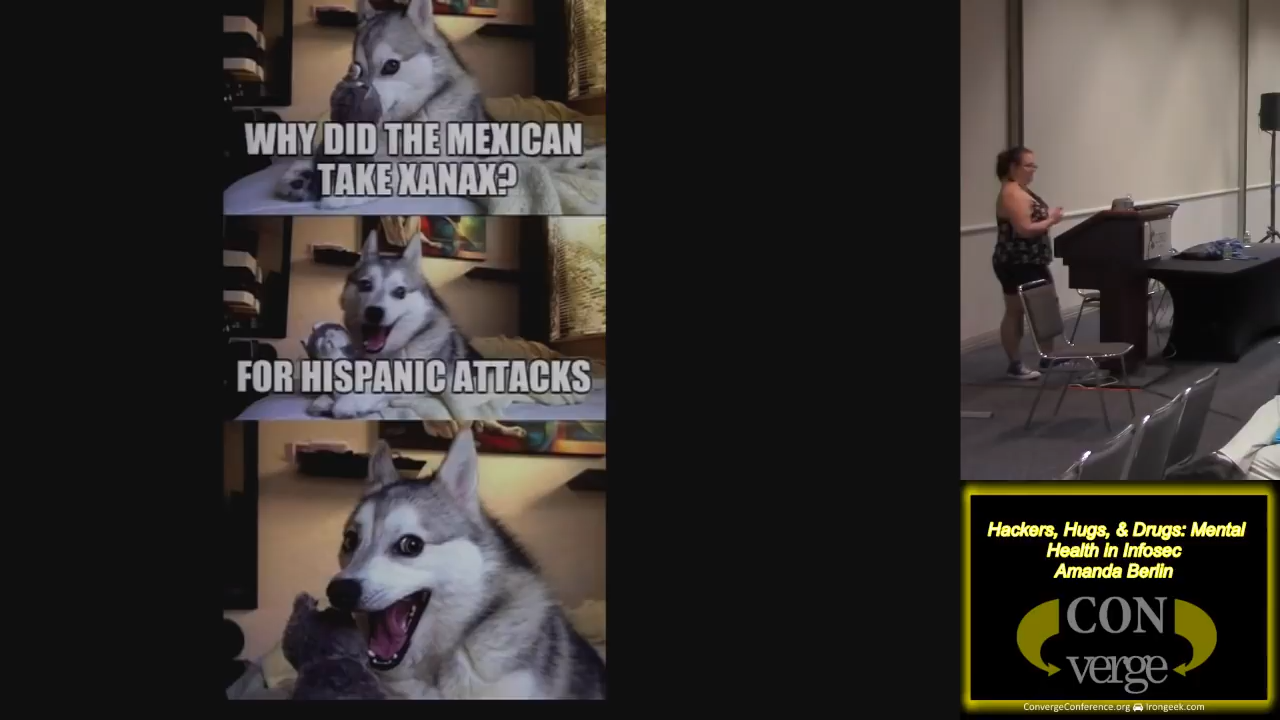 WHY DID THE MEXICAN
TAKE XANAX?
FOR HISPANIC ATTACKS
Hackers, Hugs, & Drugs: Mental
Health in Infosec
Amanda Berlin
CON
verge
ConvergeConference.org Irongeek.com